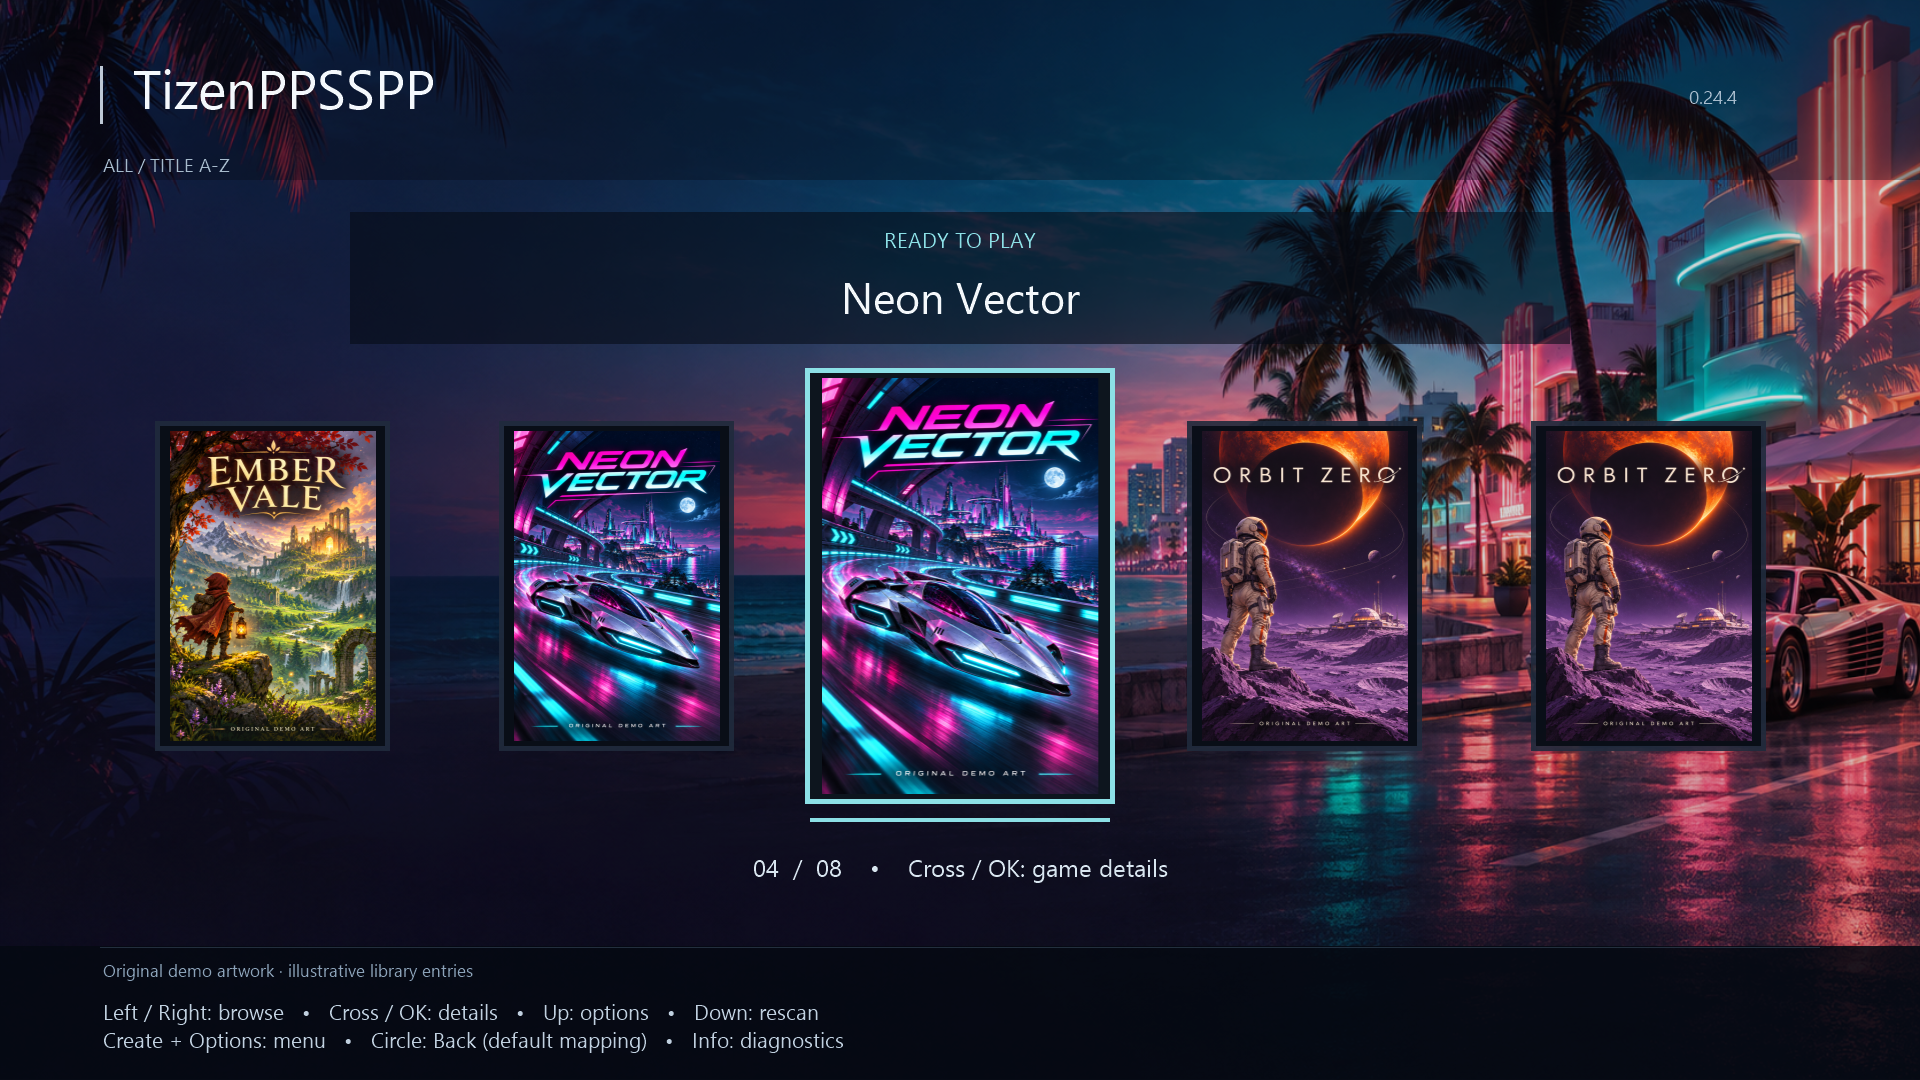 TizenPPSSPP
0.24.4
ALL / TITLE A-Z
READY TO PLAY
Neon Vector
EMBER
VALE
ORIGINAL DEMO ART
NEON
VECTOR
ORIGINAL DEMO ART
NEON
VECTOR
ORIGINAL DEMO ART
ORBIT ZERO
ORIGINAL DEMO ART
ORBIT ZERO
ORIGINAL DEMO ART
04 / 08 • Cross / OK: game details
Original demo artwork · illustrative library entries
Left / Right: browse • Cross / OK: details • Up: options • Down: rescan
Create + Options: menu • Circle: Back (default mapping) • Info: diagnostics